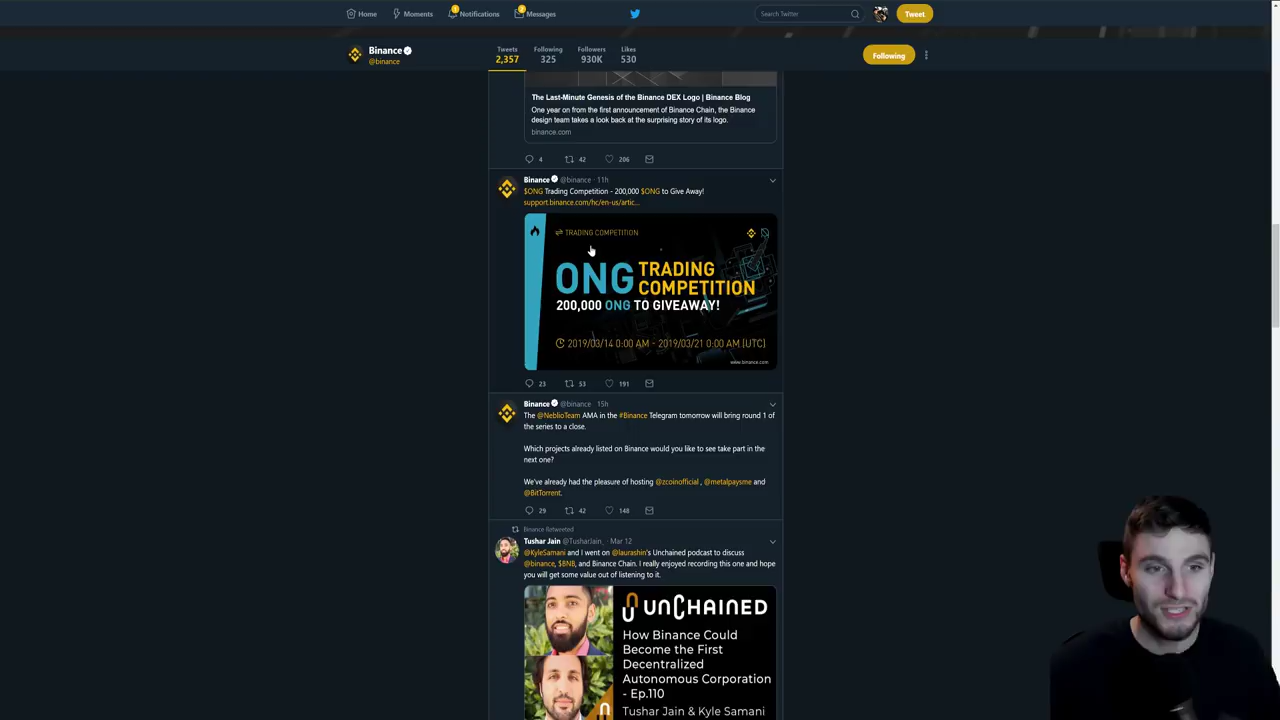 Home
Moments
1
Notifications
2
Messages
Search Twitter
Tweet
Binance
@binance
Tweets
2,357
Following
325
Followers
930K
Likes
530
Following
The Last-Minute Genesis of the Binance DEX Logo | Binance Blog
One year on from the first announcement of Binance Chain, the Binance
design team takes a look back at the surprising story of its logo.
binance.com
4 42 206
Binance @binance · 11h
$ONG Trading Competition - 200,000 $ONG to Give Away!
support.binance.com/hc/en-us/artic...
TRADING COMPETITION
ONG TRADING
COMPETITION
200,000 ONG TO GIVEAWAY!
2019/03/14 0:00 AM - 2019/03/21 0:00 AM (UTC)
www.binance.com
23 53 191
Binance @binance · 15h
The @NeblioTeam AMA in the #Binance Telegram tomorrow will bring round 1 of
the series to a close.
Which projects already listed on Binance would you like to see take part in the
next one?
We've already had the pleasure of hosting @zcoinofficial , @metalpaysme and
@BitTorrent.
29 42 148
Binance Retweeted
Tushar Jain @TusharJain_ · Mar 12
@KyleSamani and I went on @laurashin's Unchained podcast to discuss
@binance, $BNB, and Binance Chain. I really enjoyed recording this one and hope
you will get some value out of listening to it.
UNCHAINED
How Binance Could
Become the First
Decentralized
Autonomous Corporation
- Ep.110
Tushar Jain & Kyle Samani